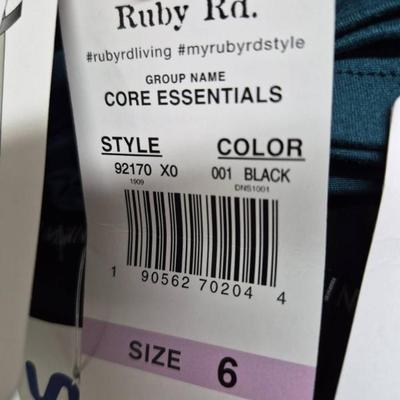 Ruby Rd.
#rubyrdliving #myrubyrdstyle
GROUP NAME
CORE ESSENTIALS
STYLE COLOR
92170 X0 001 BLACK
1909 DNS1001
1 90562 70204 4
SIZE 6